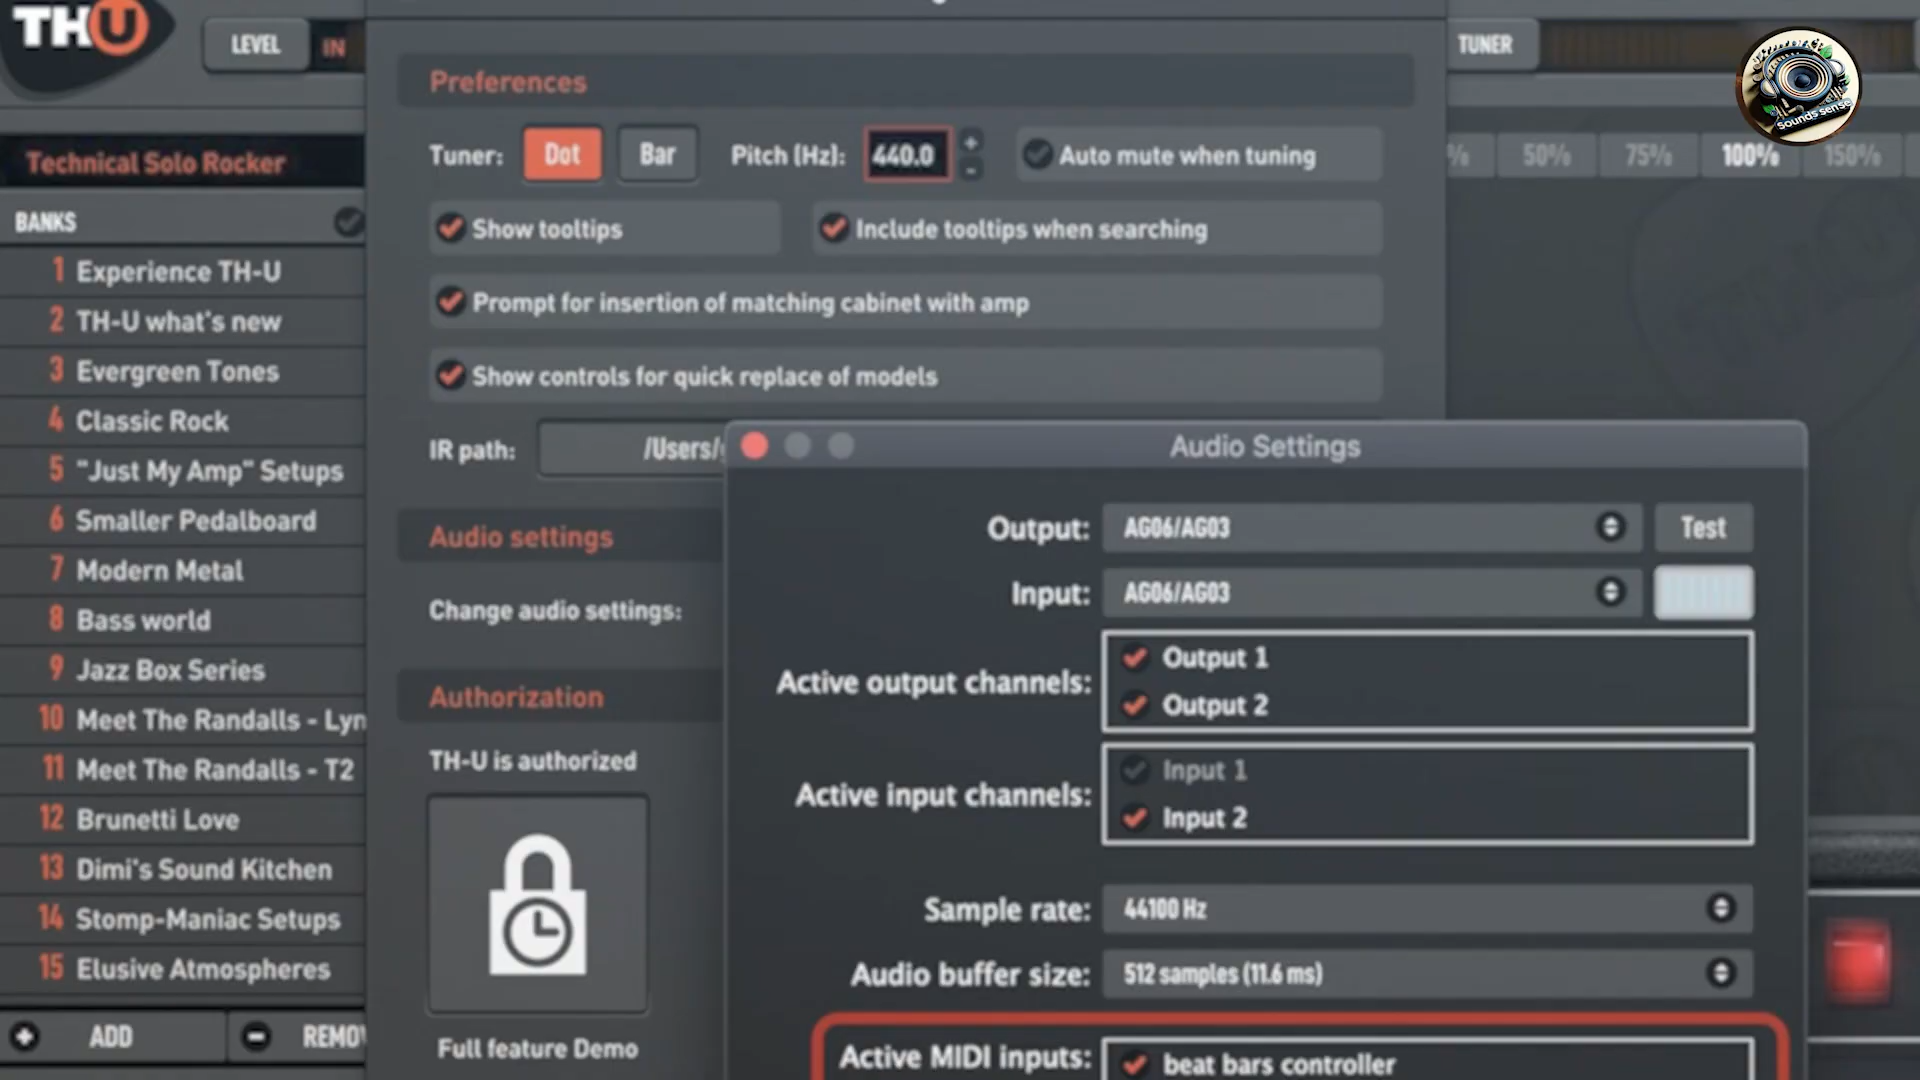 TH-U
LEVEL
IN
TUNER
sounds sense
Preferences
Technical Solo Rocker
Tuner:
Dot
Bar
Pitch (Hz):
440.0
+
-
Auto mute when tuning
%
50%
75%
100%
150%
BANKS
Show tooltips
Include tooltips when searching
1 Experience TH-U
2 TH-U what's new
3 Evergreen Tones
4 Classic Rock
5 "Just My Amp" Setups
6 Smaller Pedalboard
7 Modern Metal
8 Bass world
9 Jazz Box Series
10 Meet The Randalls - Lyn
11 Meet The Randalls - T2
12 Brunetti Love
13 Dimi's Sound Kitchen
14 Stomp-Maniac Setups
15 Elusive Atmospheres
ADD
REMOV
Prompt for insertion of matching cabinet with amp
Show controls for quick replace of models
IR path:
/Users/
Audio settings
Change audio settings:
Authorization
TH-U is authorized
Full feature Demo
Audio Settings
Output:
AG06/AG03
Test
Input:
AG06/AG03
Active output channels:
Output 1
Output 2
Active input channels:
Input 1
Input 2
Sample rate:
44100 Hz
Audio buffer size:
512 samples (11.6 ms)
Active MIDI inputs:
beat bars controller